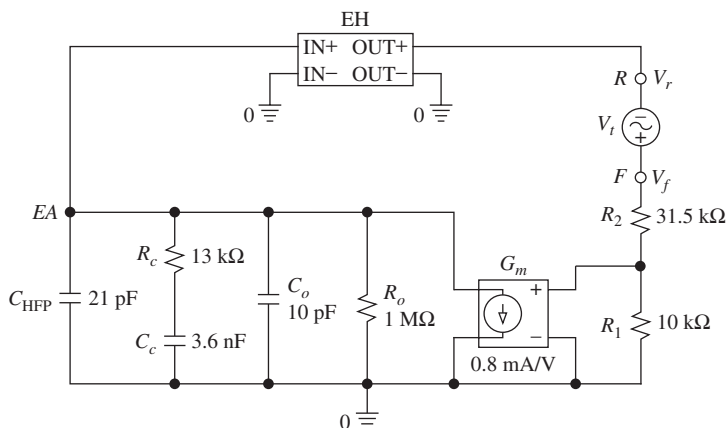 EH
IN+ OUT+
IN− OUT−
0
0
R
V_r
V_t
−
+
F
V_f
R_2
31.5 kΩ
EA
R_c
13 kΩ
C_HFP
21 pF
C_c
3.6 nF
C_o
10 pF
R_o
1 MΩ
G_m
+
−
0.8 mA/V
R_1
10 kΩ
0